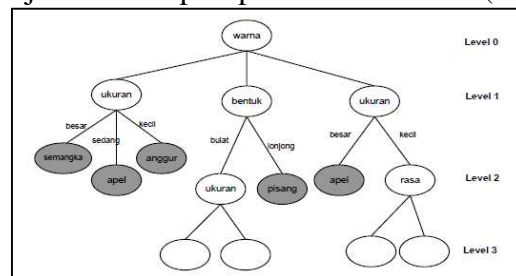 warna
Level 0
ukuran
bentuk
ukuran
Level 1
besar
sedang
kecil
bulat
lonjong
besar
kecil
semangka
anggur
apel
ukuran
pisang
apel
rasa
Level 2
Level 3